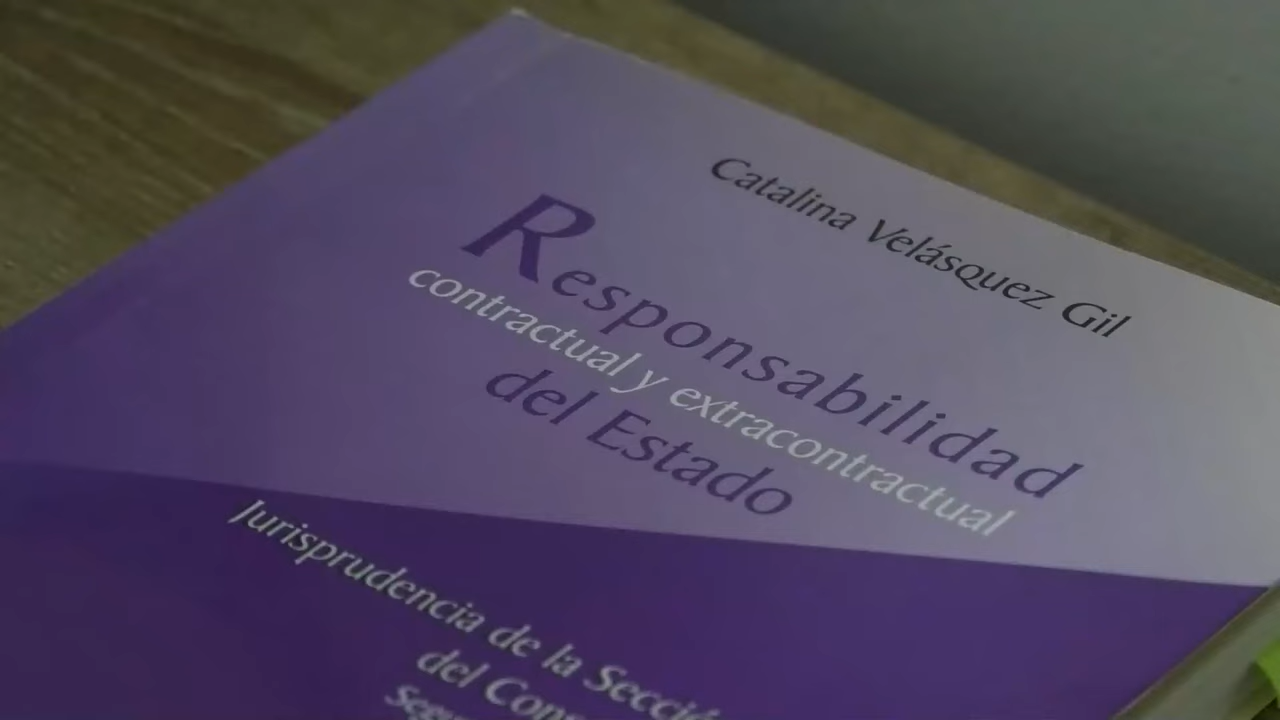 Catalina Velásquez Gil
Responsabilidad
contractual y extracontractual
del Estado
Jurisprudencia de la
del